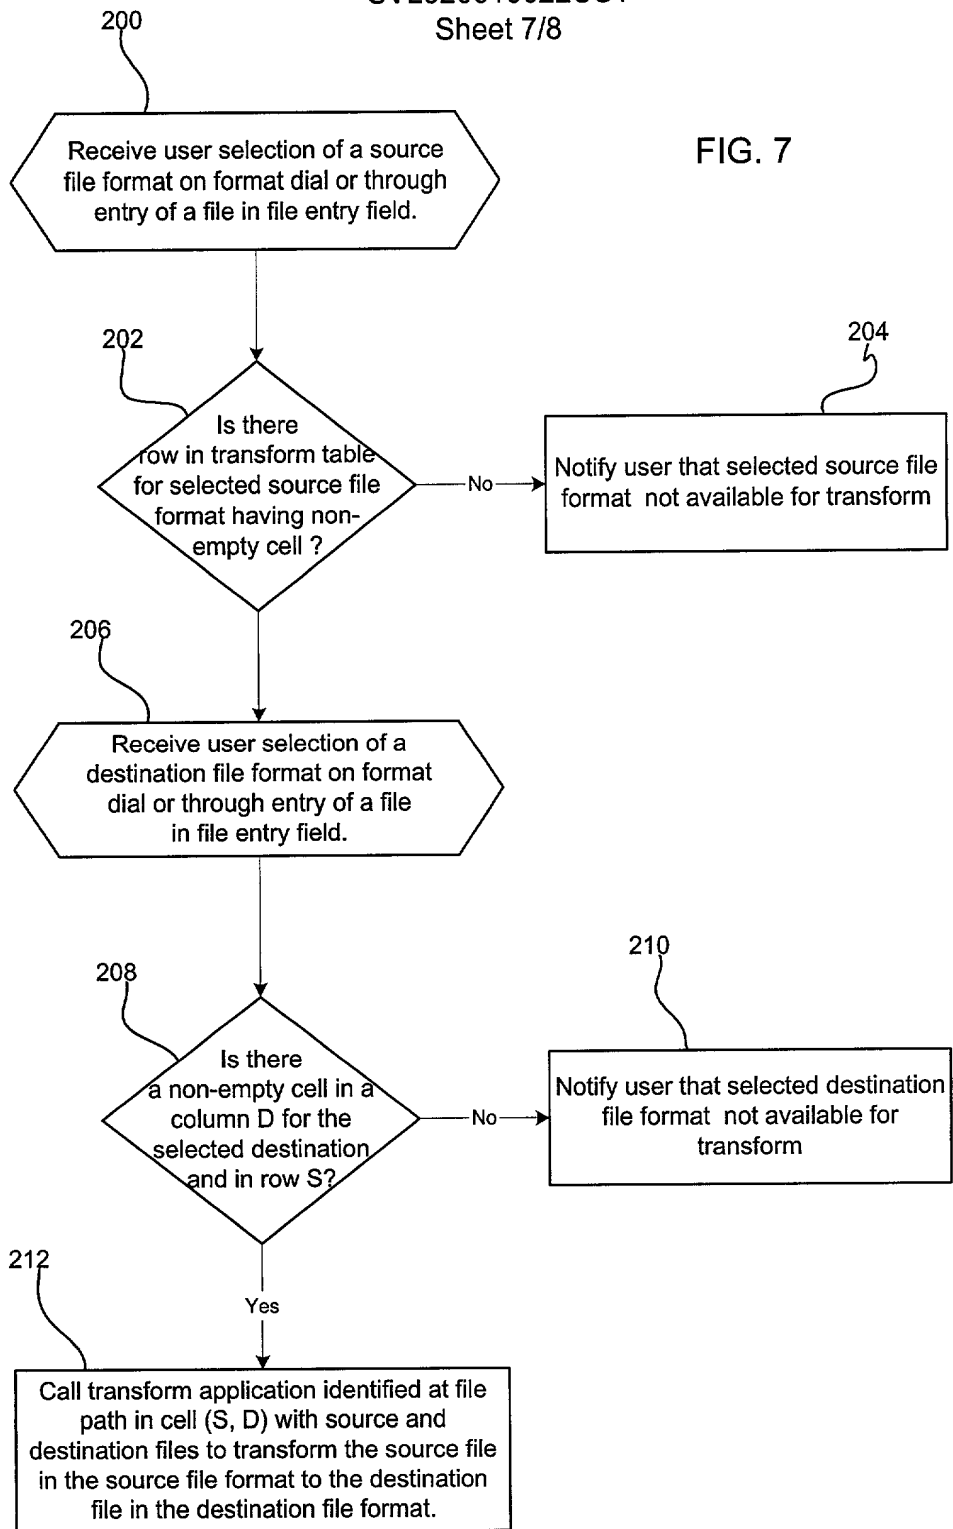 Sheet 7/8
200
FIG. 7
Receive user selection of a source
file format on format dial or through
entry of a file in file entry field.
202
204
Is there
row in transform table
for selected source file
format having non-
empty cell ?
No
Notify user that selected source file
format not available for transform
206
Receive user selection of a
destination file format on format
dial or through entry of a file
in file entry field.
208
210
Is there
a non-empty cell in a
column D for the
selected destination
and in row S?
No
Notify user that selected destination
file format not available for
transform
212
Yes
Call transform application identified at file
path in cell (S, D) with source and
destination files to transform the source file
in the source file format to the destination
file in the destination file format.